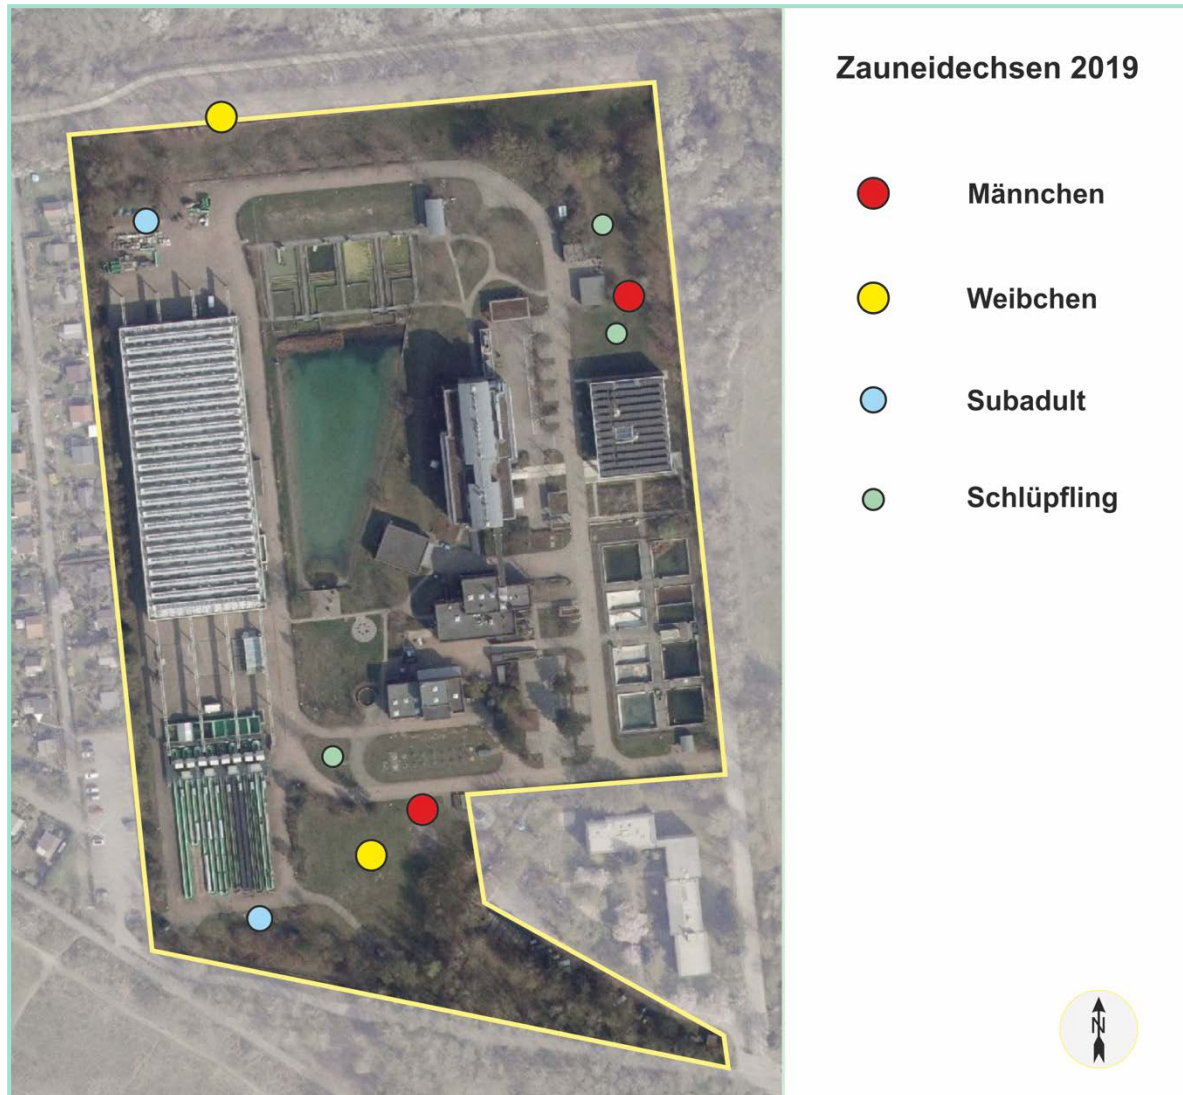 Zauneidechsen 2019
Männchen
Weibchen
Subadult
Schlüpfling
N